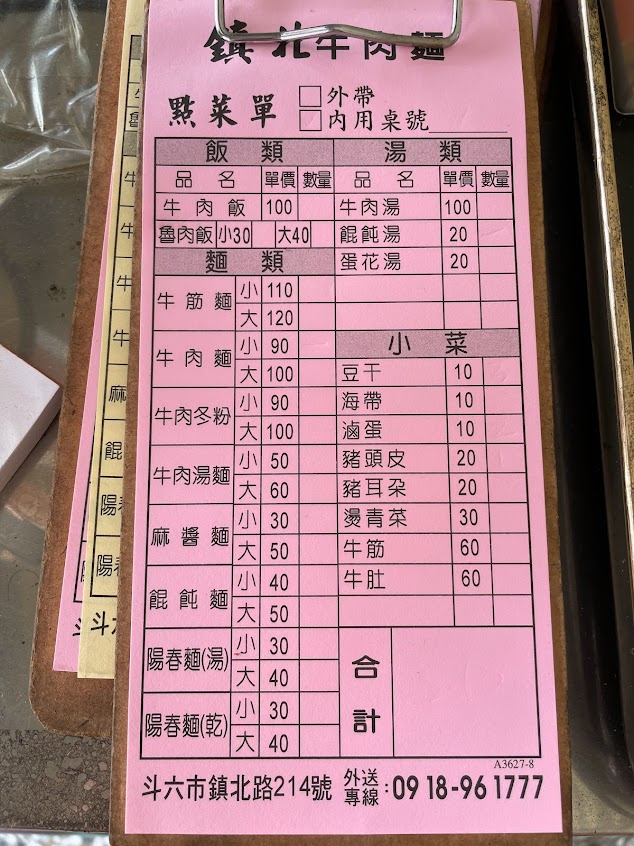 鎮北牛肉麵
點菜單
□外帶
□內用桌號
飯類
品名 單價 數量
牛肉飯 100
魯肉飯 小30 大40
麵類
牛筋麵 小 110
大 120
牛肉麵 小 90
大 100
牛肉冬粉 小 90
大 100
牛肉湯麵 小 50
大 60
麻醬麵 小 30
大 50
餛飩麵 小 40
大 50
陽春麵(湯) 小 30
大 40
陽春麵(乾) 小 30
大 40
湯類
品名 單價 數量
牛肉湯 100
餛飩湯 20
蛋花湯 20
小菜
豆干 10
海帶 10
滷蛋 10
豬頭皮 20
豬耳朵 20
燙青菜 30
牛筋 60
牛肚 60
合計
A3627-8
斗六市鎮北路214號 外送專線:0918-961777